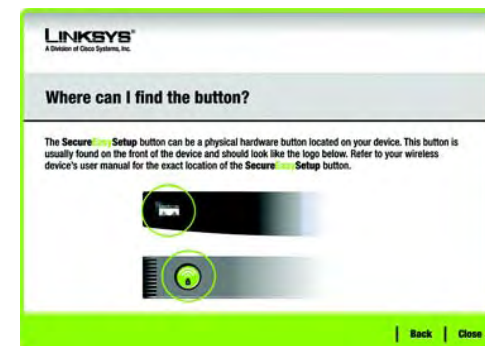 LINKSYS®
A Division of Cisco Systems, Inc.
Where can I find the button?
The SecureEasySetup button can be a physical hardware button located on your device. This button is
usually found on the front of the device and should look like the logo below. Refer to your wireless
device's user manual for the exact location of the SecureEasySetup button.
Back | Close